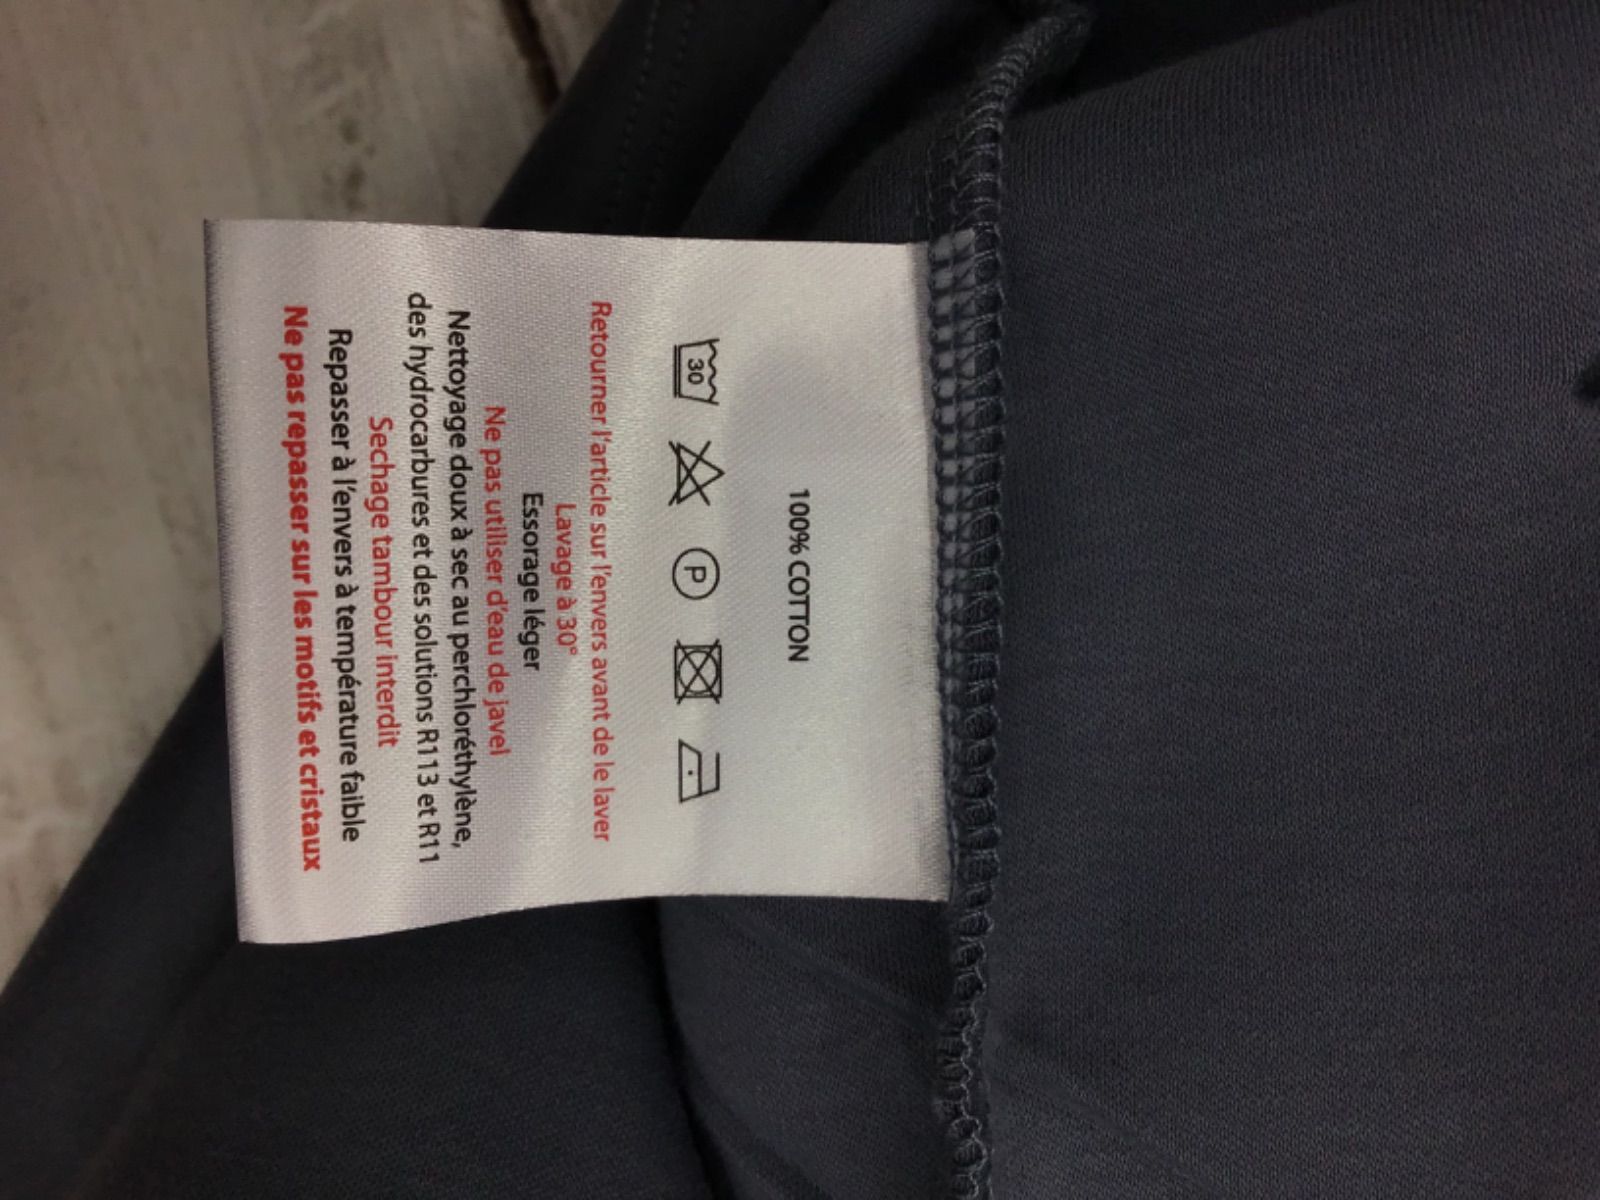 100% COTTON
30 P
Retourner l'article sur l'envers avant de le laver
Lavage à 30°
Essorage léger
Ne pas utiliser d'eau de javel
Nettoyage doux à sec au perchloréthylène,
des hydrocarbures et des solutions R113 et R11
Sechage tambour interdit
Repasser à l'envers à température faible
Ne pas repasser sur les motifs et cristaux